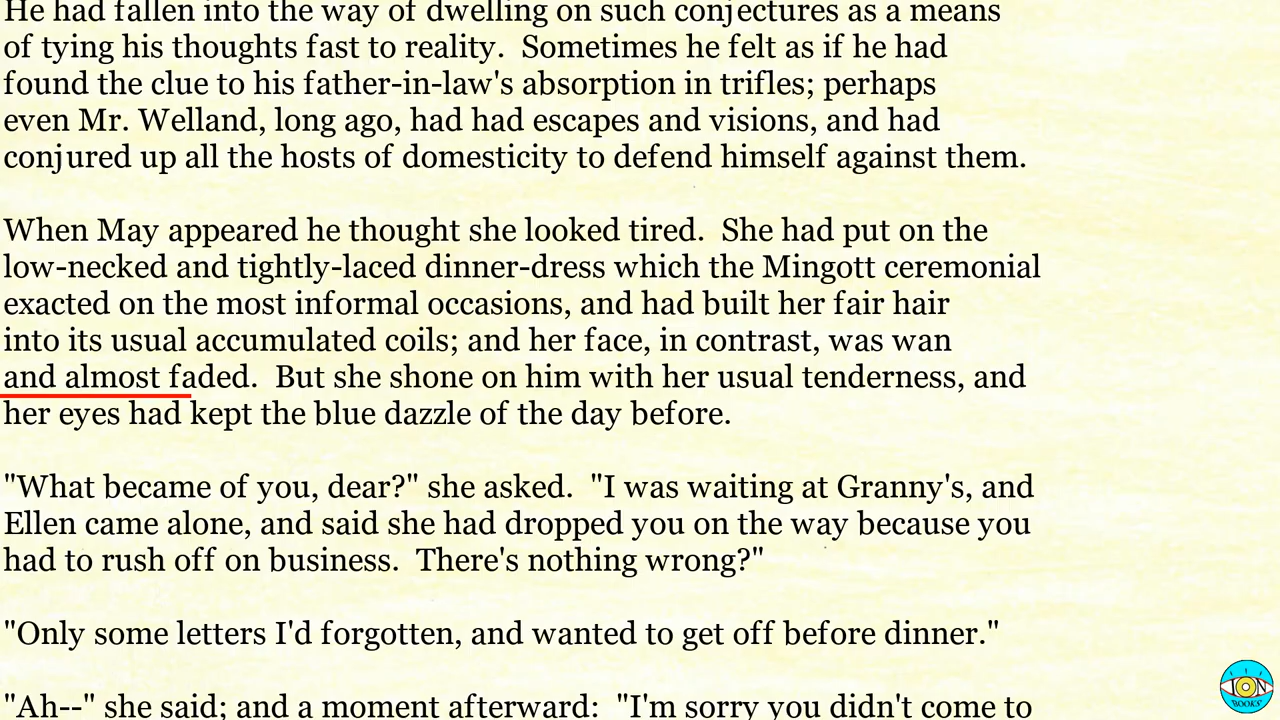 He had fallen into the way of dwelling on such conjectures as a means
of tying his thoughts fast to reality.  Sometimes he felt as if he had
found the clue to his father-in-law's absorption in trifles; perhaps
even Mr. Welland, long ago, had had escapes and visions, and had
conjured up all the hosts of domesticity to defend himself against them.

When May appeared he thought she looked tired.  She had put on the
low-necked and tightly-laced dinner-dress which the Mingott ceremonial
exacted on the most informal occasions, and had built her fair hair
into its usual accumulated coils; and her face, in contrast, was wan
and almost faded.  But she shone on him with her usual tenderness, and
her eyes had kept the blue dazzle of the day before.

"What became of you, dear?" she asked.  "I was waiting at Granny's, and
Ellen came alone, and said she had dropped you on the way because you
had to rush off on business.  There's nothing wrong?"

"Only some letters I'd forgotten, and wanted to get off before dinner."

"Ah--" she said; and a moment afterward:  "I'm sorry you didn't come to
ION
BOOKS